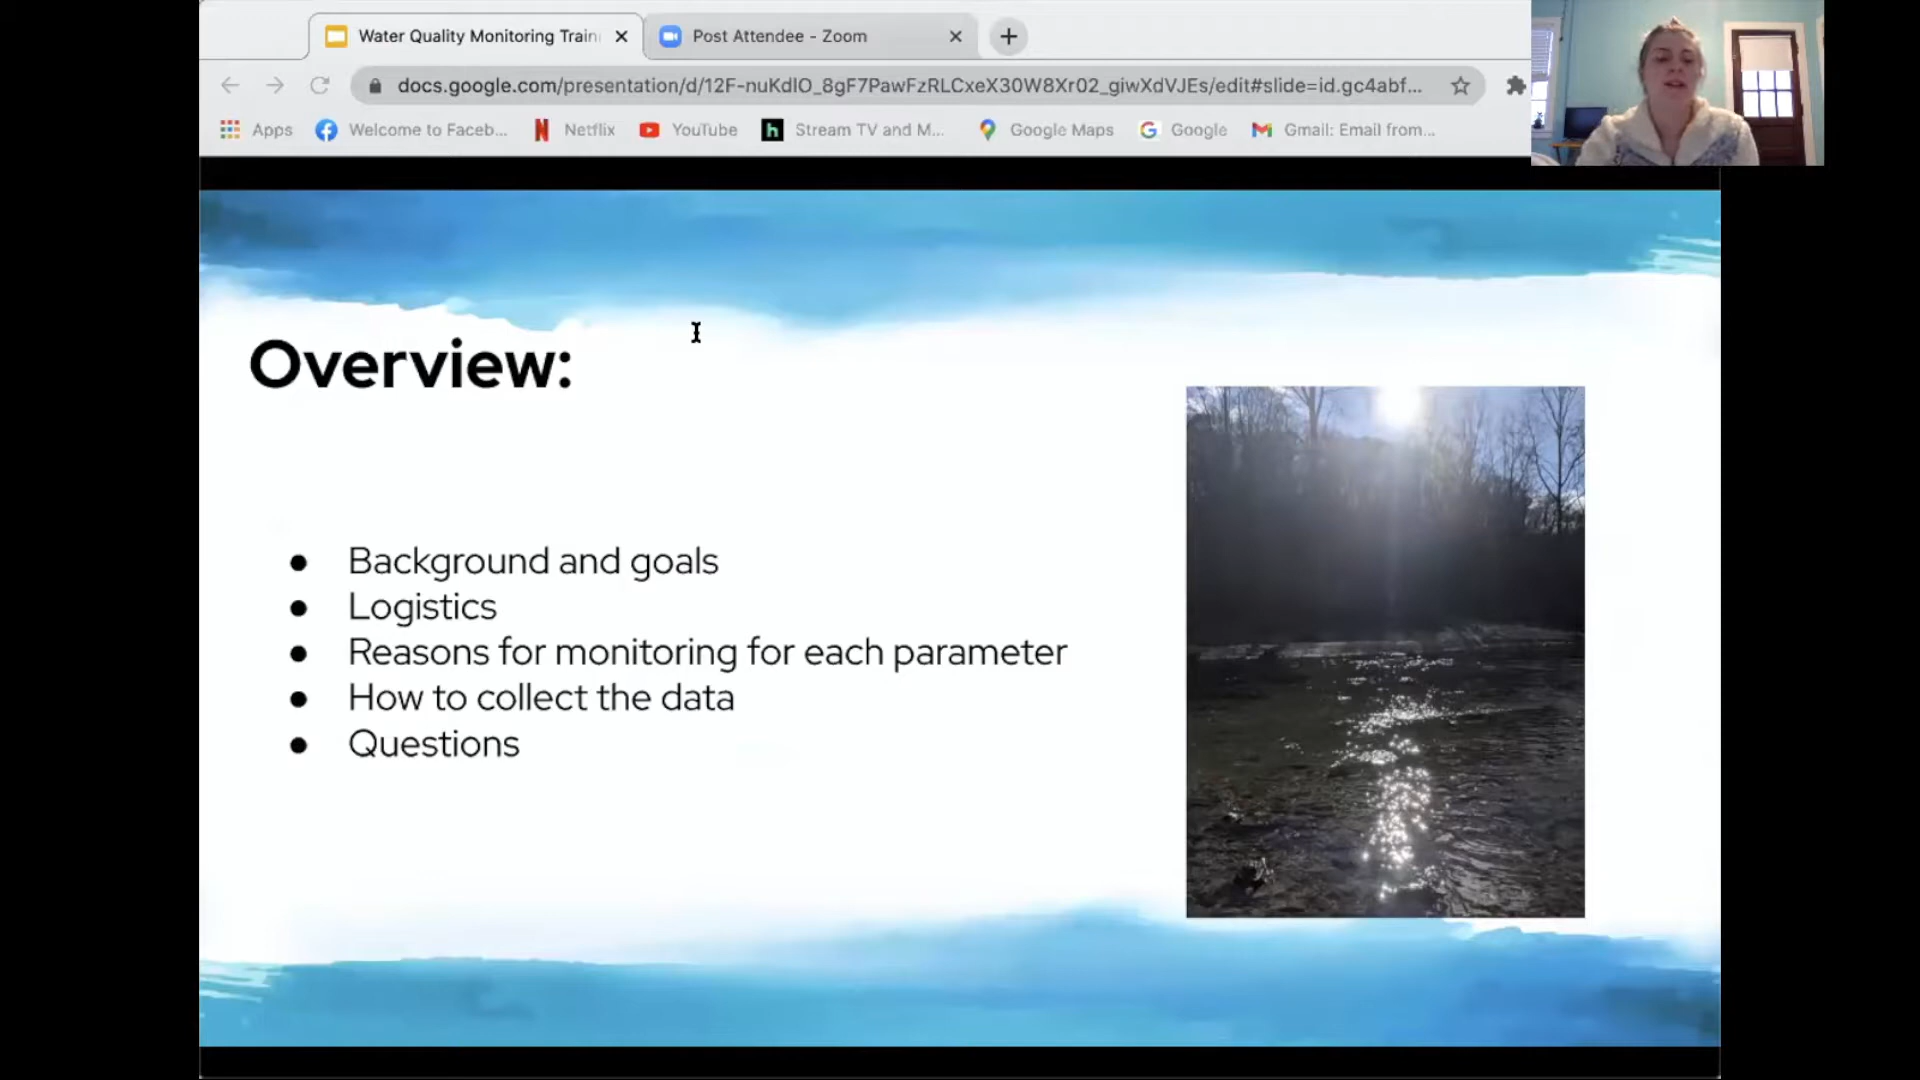 Water Quality Monitoring Train
Post Attendee - Zoom
docs.google.com/presentation/d/12F-nuKdlO_8gF7PawFzRLCxeX30W8Xr02_giwXdVJEs/edit#slide=id.gc4abf...
Apps
Welcome to Faceb...
Netflix
YouTube
Stream TV and M...
Google Maps
Google
Gmail: Email from...
Overview:
● Background and goals
● Logistics
● Reasons for monitoring for each parameter
● How to collect the data
● Questions